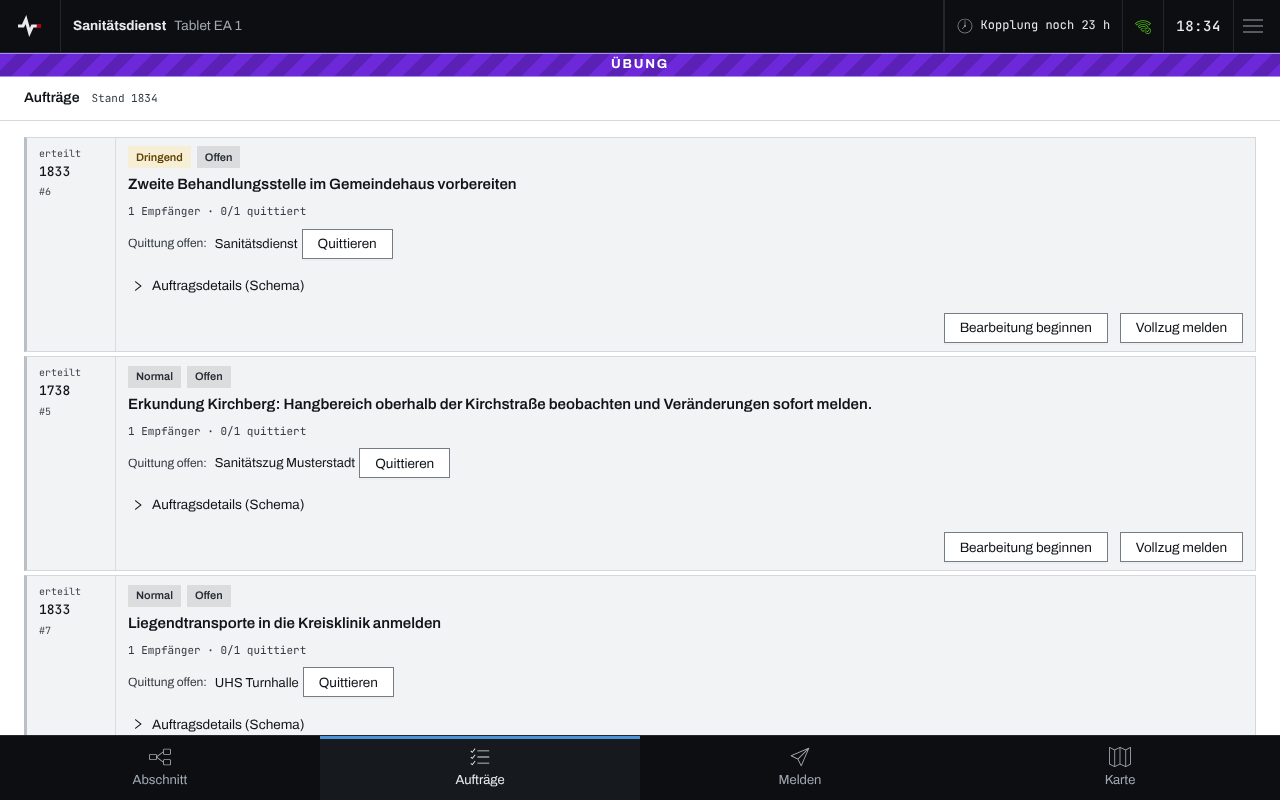 Sanitätsdienst Tablet EA 1
Kopplung noch 23 h
18:34
ÜBUNG
Aufträge Stand 1834
erteilt
1833
#6
Dringend Offen
Zweite Behandlungsstelle im Gemeindehaus vorbereiten
1 Empfänger · 0/1 quittiert
Quittung offen: Sanitätsdienst Quittieren
Auftragsdetails (Schema)
Bearbeitung beginnen Vollzug melden
erteilt
1738
#5
Normal Offen
Erkundung Kirchberg: Hangbereich oberhalb der Kirchstraße beobachten und Veränderungen sofort melden.
1 Empfänger · 0/1 quittiert
Quittung offen: Sanitätszug Musterstadt Quittieren
Auftragsdetails (Schema)
Bearbeitung beginnen Vollzug melden
erteilt
1833
#7
Normal Offen
Liegendtransporte in die Kreisklinik anmelden
1 Empfänger · 0/1 quittiert
Quittung offen: UHS Turnhalle Quittieren
Auftragsdetails (Schema)
Abschnitt Aufträge Melden Karte